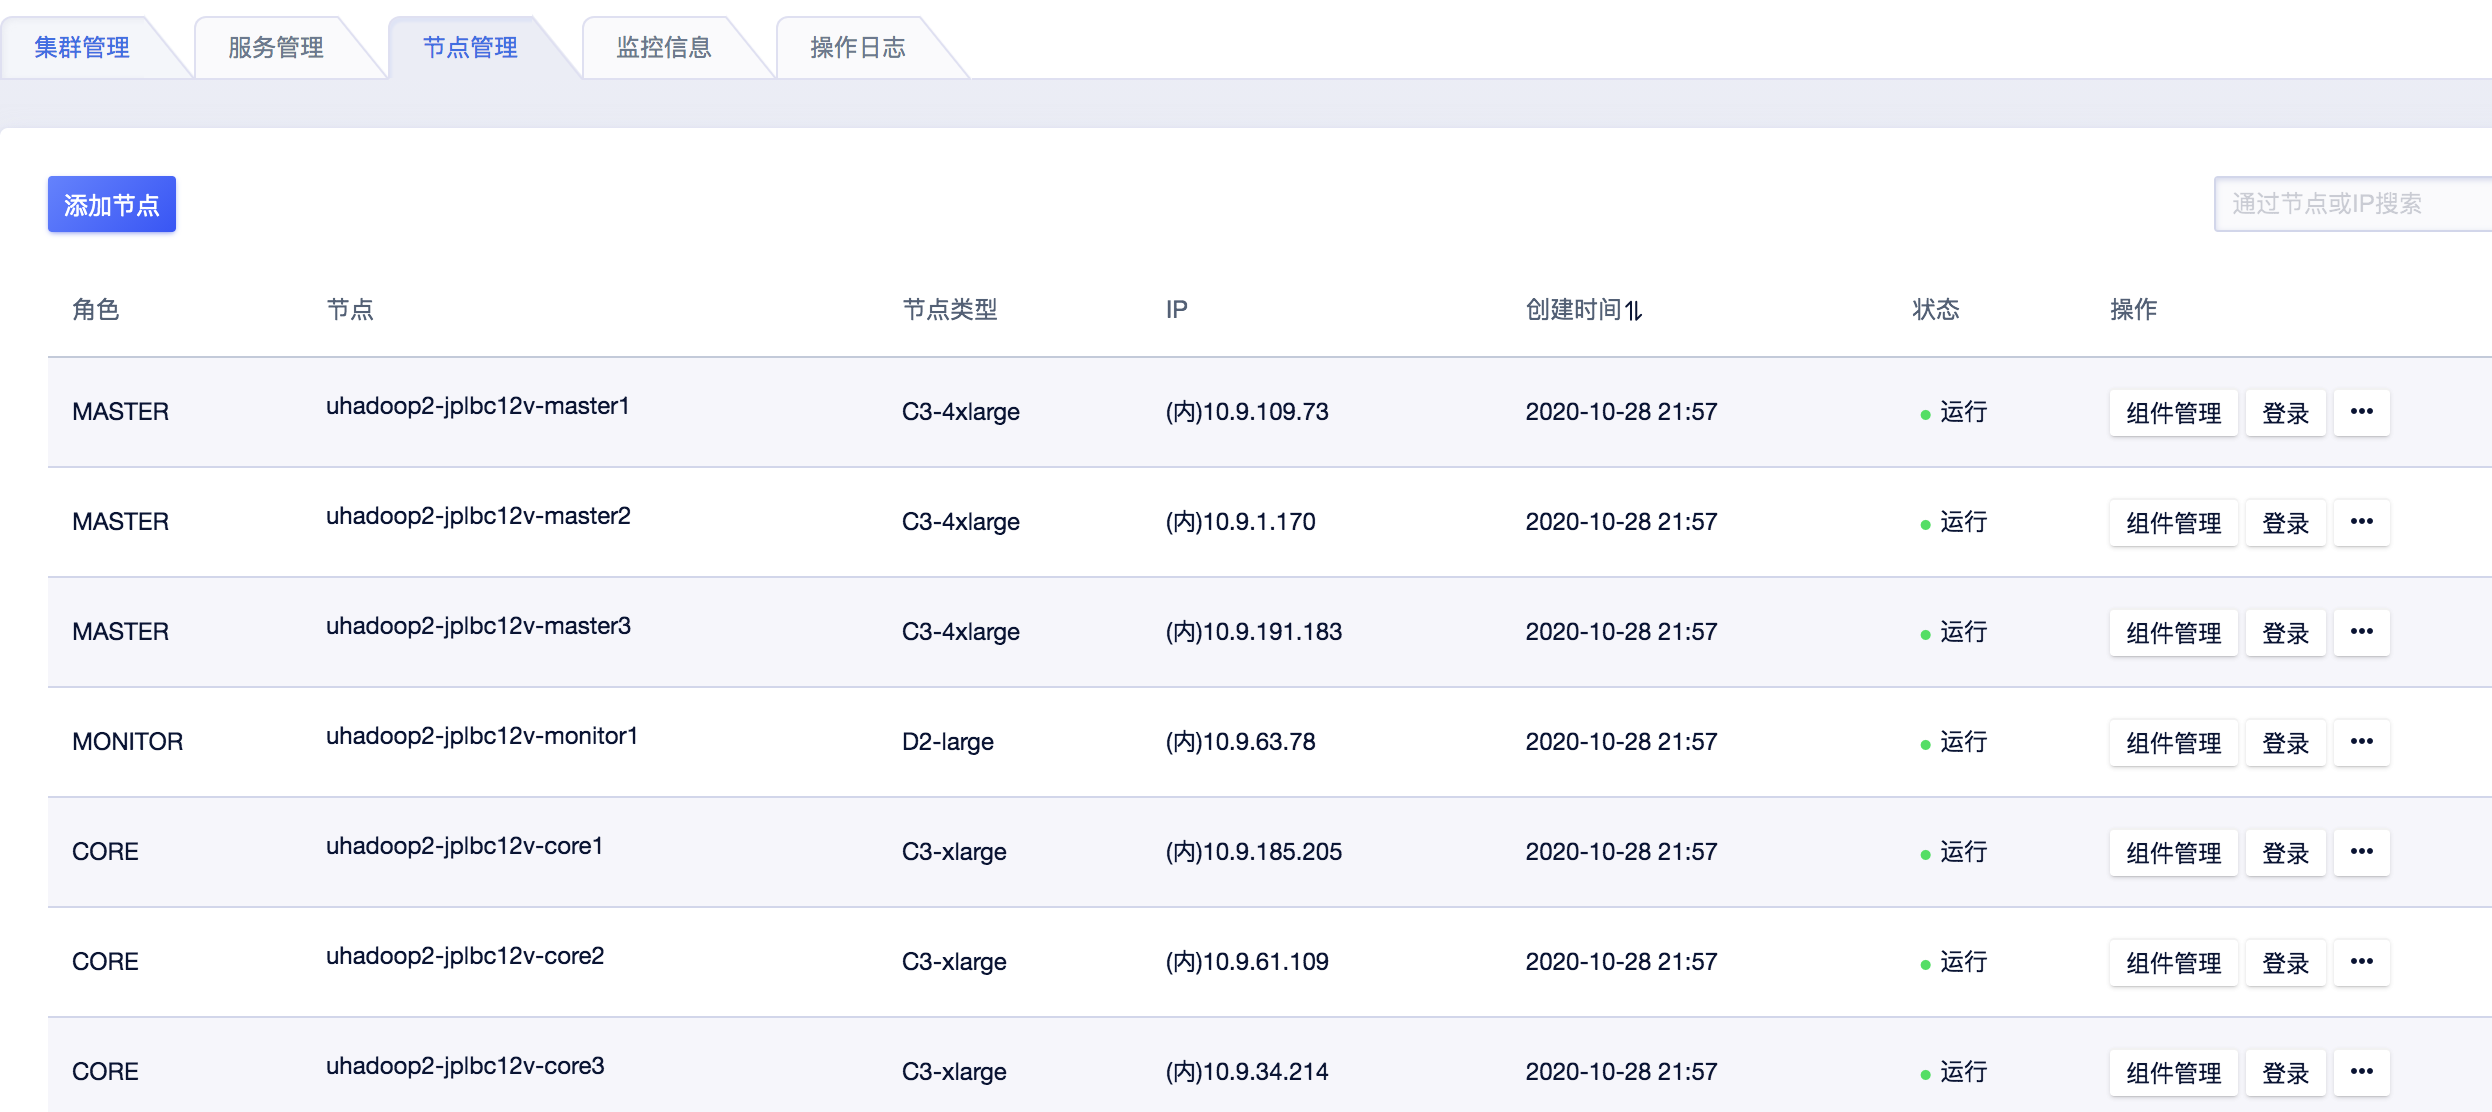 集群管理 服务管理 节点管理 监控信息 操作日志
添加节点 通过节点或IP搜索
角色 节点 节点类型 IP 创建时间 状态 操作
MASTER uhadoop2-jplbc12v-master1 C3-4xlarge (内)10.9.109.73 2020-10-28 21:57 运行 组件管理 登录 •••
MASTER uhadoop2-jplbc12v-master2 C3-4xlarge (内)10.9.1.170 2020-10-28 21:57 运行 组件管理 登录 •••
MASTER uhadoop2-jplbc12v-master3 C3-4xlarge (内)10.9.191.183 2020-10-28 21:57 运行 组件管理 登录 •••
MONITOR uhadoop2-jplbc12v-monitor1 D2-large (内)10.9.63.78 2020-10-28 21:57 运行 组件管理 登录 •••
CORE uhadoop2-jplbc12v-core1 C3-xlarge (内)10.9.185.205 2020-10-28 21:57 运行 组件管理 登录 •••
CORE uhadoop2-jplbc12v-core2 C3-xlarge (内)10.9.61.109 2020-10-28 21:57 运行 组件管理 登录 •••
CORE uhadoop2-jplbc12v-core3 C3-xlarge (内)10.9.34.214 2020-10-28 21:57 运行 组件管理 登录 •••